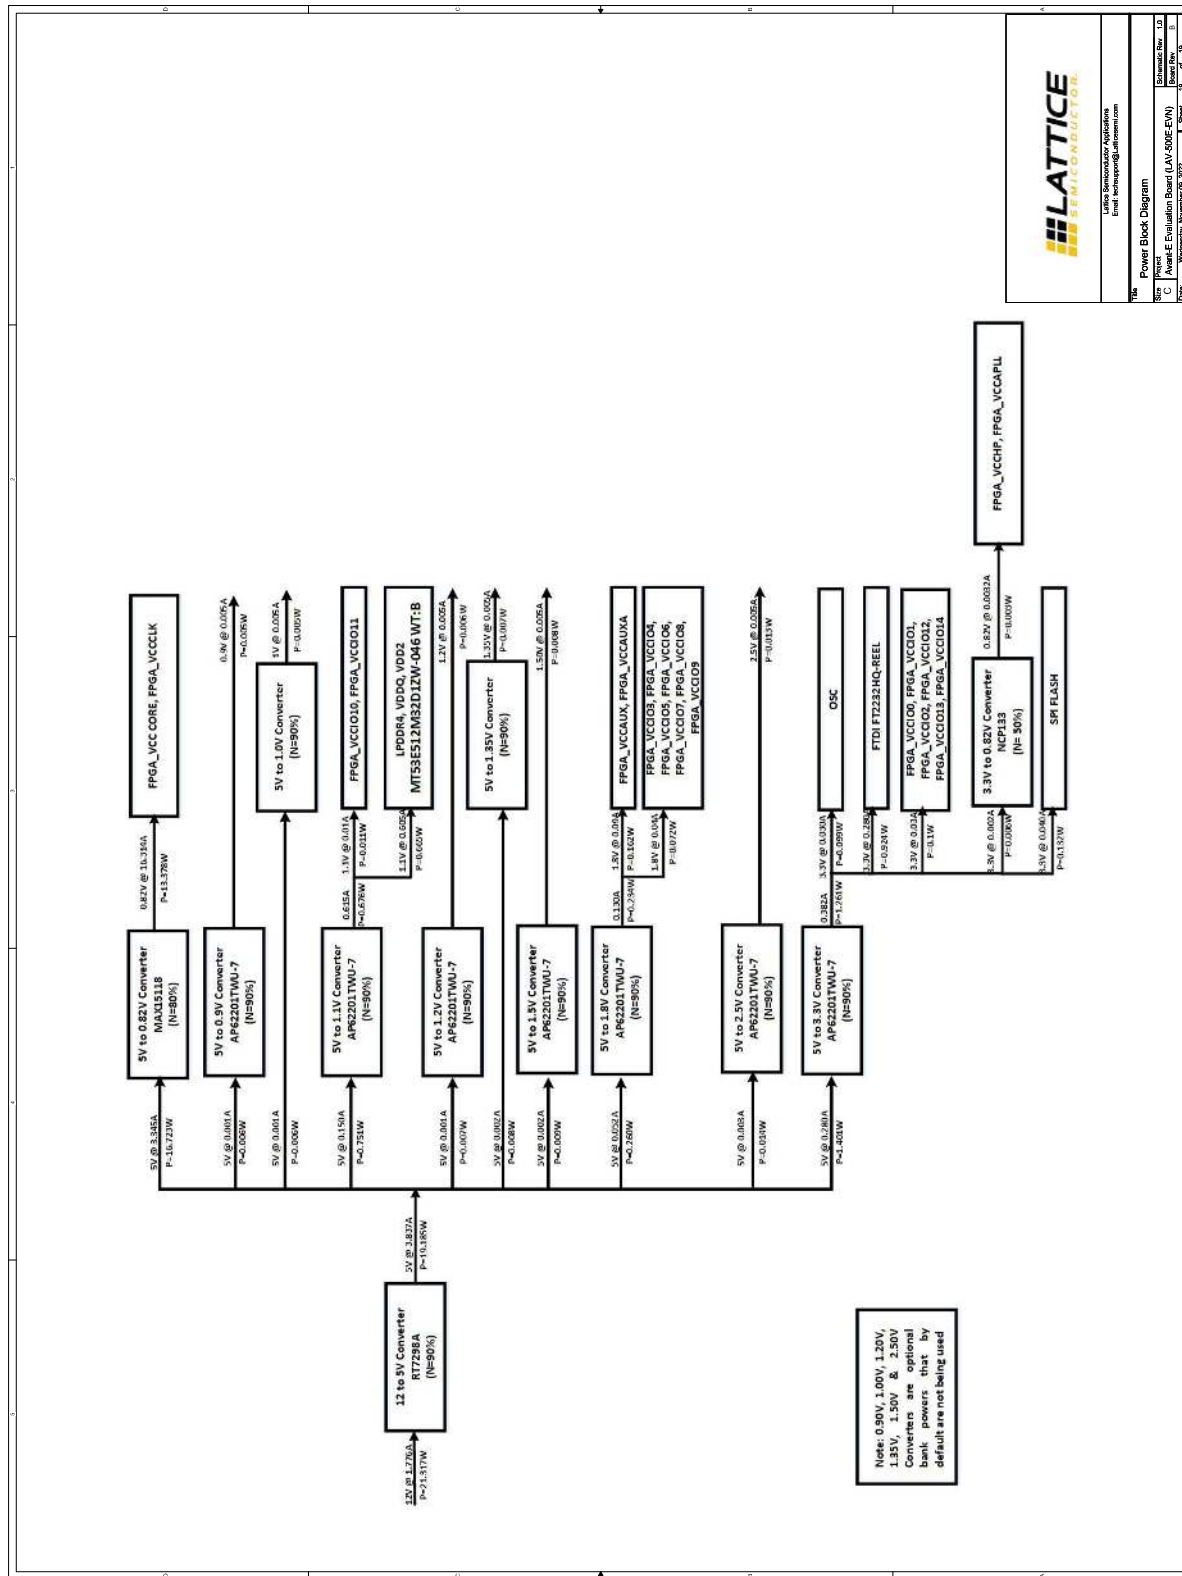 12V @ 1.776A
P=21.317W
12 to 5V Converter
RT7298A
(N=90%)
5V @ 3.837A
P=19.185W
5V @ 3.345A
P=16.723W
5V to 0.82V Converter
MAX15118
(N=80%)
0.82V @ 16.314A
P=13.378W
FPGA_VCC CORE, FPGA_VCCCLK
5V @ 0.001A
P=0.006W
5V to 0.9V Converter
AP62201TWU-7
(N=90%)
0.9V @ 0.005A
P=0.005W
5V @ 0.001A
P=0.006W
5V to 1.0V Converter
(N=90%)
1V @ 0.005A
P=0.005W
5V @ 0.150A
P=0.751W
5V to 1.1V Converter
AP62201TWU-7
(N=90%)
0.615A
P=0.676W
1.1V @ 0.01A
P=0.011W
FPGA_VCCIO10, FPGA_VCCIO11
1.1V @ 0.605A
P=0.665W
LPDDR4, VDDQ, VDD2
MT53E512M32D1ZW-046 WT:B
5V @ 0.001A
P=0.007W
5V to 1.2V Converter
AP62201TWU-7
(N=90%)
1.2V @ 0.005A
P=0.006W
5V @ 0.002A
P=0.008W
5V to 1.35V Converter
(N=90%)
1.35V @ 0.005A
P=0.007W
5V @ 0.002A
P=0.009W
5V to 1.5V Converter
AP62201TWU-7
(N=90%)
1.50V @ 0.005A
P=0.008W
5V @ 0.052A
P=0.260W
5V to 1.8V Converter
AP62201TWU-7
(N=90%)
0.130A
P=0.234W
1.8V @ 0.09A
P=0.162W
FPGA_VCCAUX, FPGA_VCCAUXA
1.8V @ 0.04A
P=0.072W
FPGA_VCCIO3, FPGA_VCCIO4,
FPGA_VCCIO5, FPGA_VCCIO6,
FPGA_VCCIO7, FPGA_VCCIO8,
FPGA_VCCIO9
5V @ 0.003A
P=0.014W
5V to 2.5V Converter
AP62201TWU-7
(N=90%)
2.5V @ 0.005A
P=0.013W
5V @ 0.280A
P=1.401W
5V to 3.3V Converter
AP62201TWU-7
(N=90%)
0.382A
P=1.261W
3.3V @ 0.030A
P=0.099W
OSC
3.3V @ 0.280A
P=0.924W
FTDI FT2232HQ-REEL
3.3V @ 0.03A
P=0.1W
FPGA_VCCIO0, FPGA_VCCIO1,
FPGA_VCCIO2, FPGA_VCCIO12,
FPGA_VCCIO13, FPGA_VCCIO14
3.3V @ 0.002A
P=0.006W
3.3V to 0.82V Converter
NCP133
(N= 50%)
0.82V @ 0.0032A
P=0.003W
FPGA_VCCHP, FPGA_VCCAPLL
3.3V @ 0.040A
P=0.132W
SPI FLASH
Note: 0.90V, 1.00V, 1.20V,
1.35V, 1.50V & 2.50V
Converters are optional
bank powers that by
default are not being used
LATTICE
SEMICONDUCTOR
Lattice Semiconductor Applications
Email: techsupport@Latticesemi.com
Title
Power Block Diagram
Size
C
Project
Avant-E Evaluation Board (LAV-500E-EVN)
Schematic Rev 1.0
Board Rev B